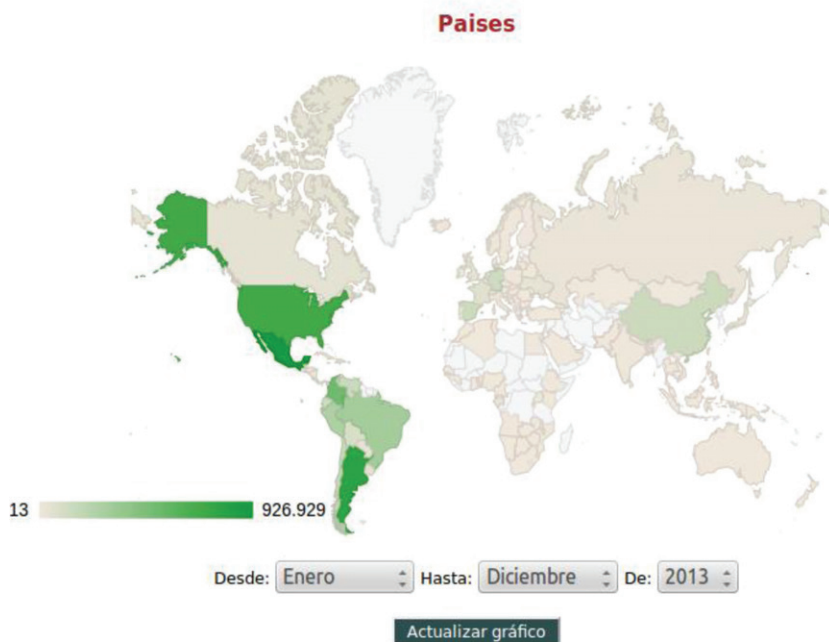 Paises
13 926.929
Desde: Enero Hasta: Diciembre De: 2013
Actualizar gráfico